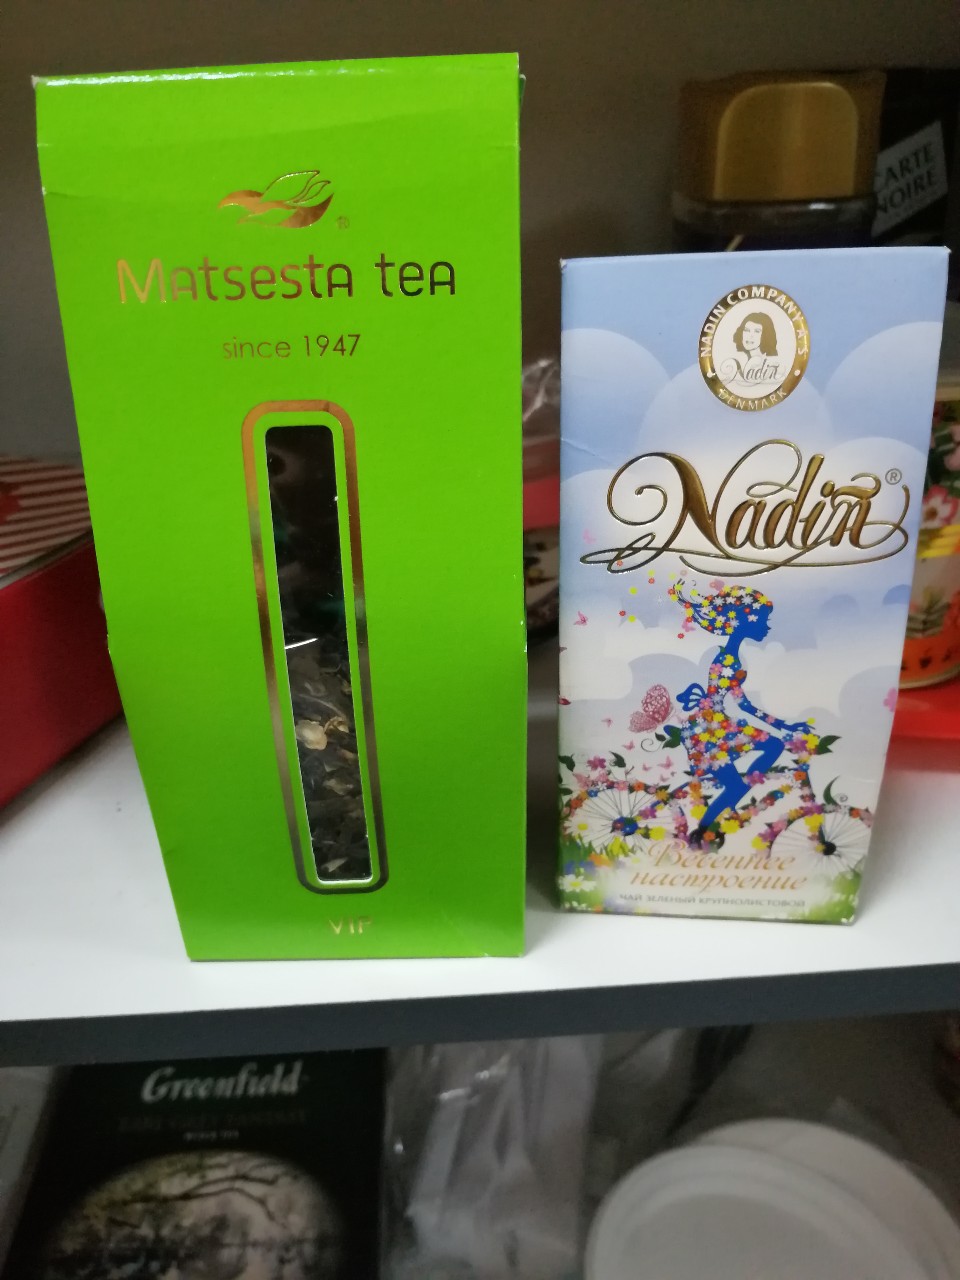 Matsesta tea
since 1947
VIP
NADIN COMPANY A.S
Nadin
DENMARK
Nadin
Весеннее
настроение
ЧАЙ ЗЕЛЕНЫЙ КРУПНОЛИСТОВОЙ
CARTE
NOIRE
Greenfield